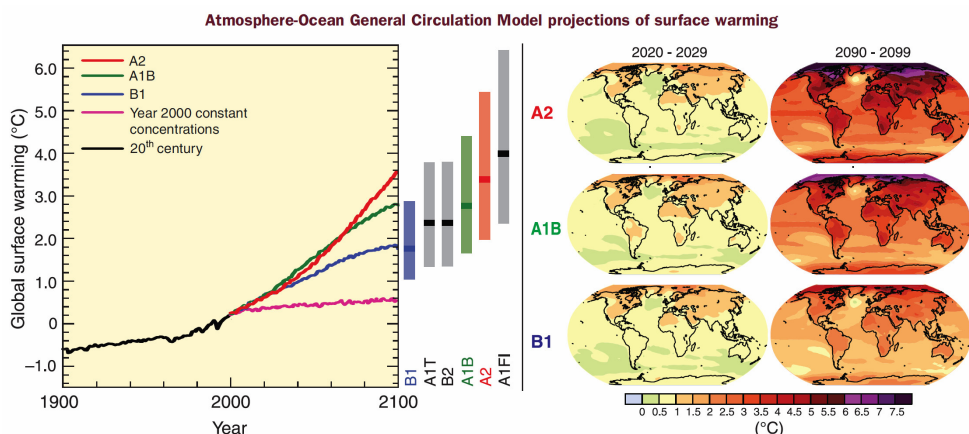 Atmosphere-Ocean General Circulation Model projections of surface warming
Global surface warming (°C)
6.0
5.0
4.0
3.0
2.0
1.0
0
–1.0
A2
A1B
B1
Year 2000 constant
concentrations
20th century
1900
2000
2100
Year
B1
A1T
B2
A1B
A2
A1FI
2020 - 2029
2090 - 2099
A2
A1B
B1
0 0.5 1 1.5 2 2.5 3 3.5 4 4.5 5 5.5 6 6.5 7 7.5
(°C)